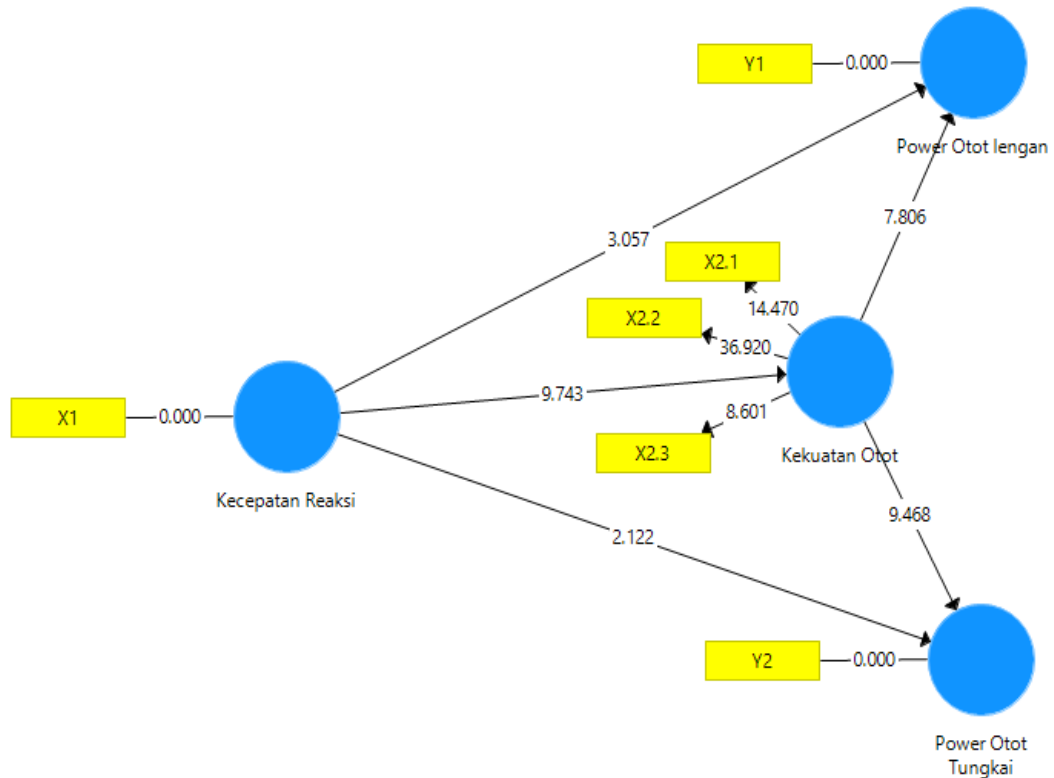 Y1
0.000
Power Otot lengan
7.806
3.057
X2.1
14.470
X2.2
36.920
9.743
X1
0.000
8.601
X2.3
Kekuatan Otot
Kecepatan Reaksi
9.468
2.122
Y2
0.000
Power Otot
Tungkai